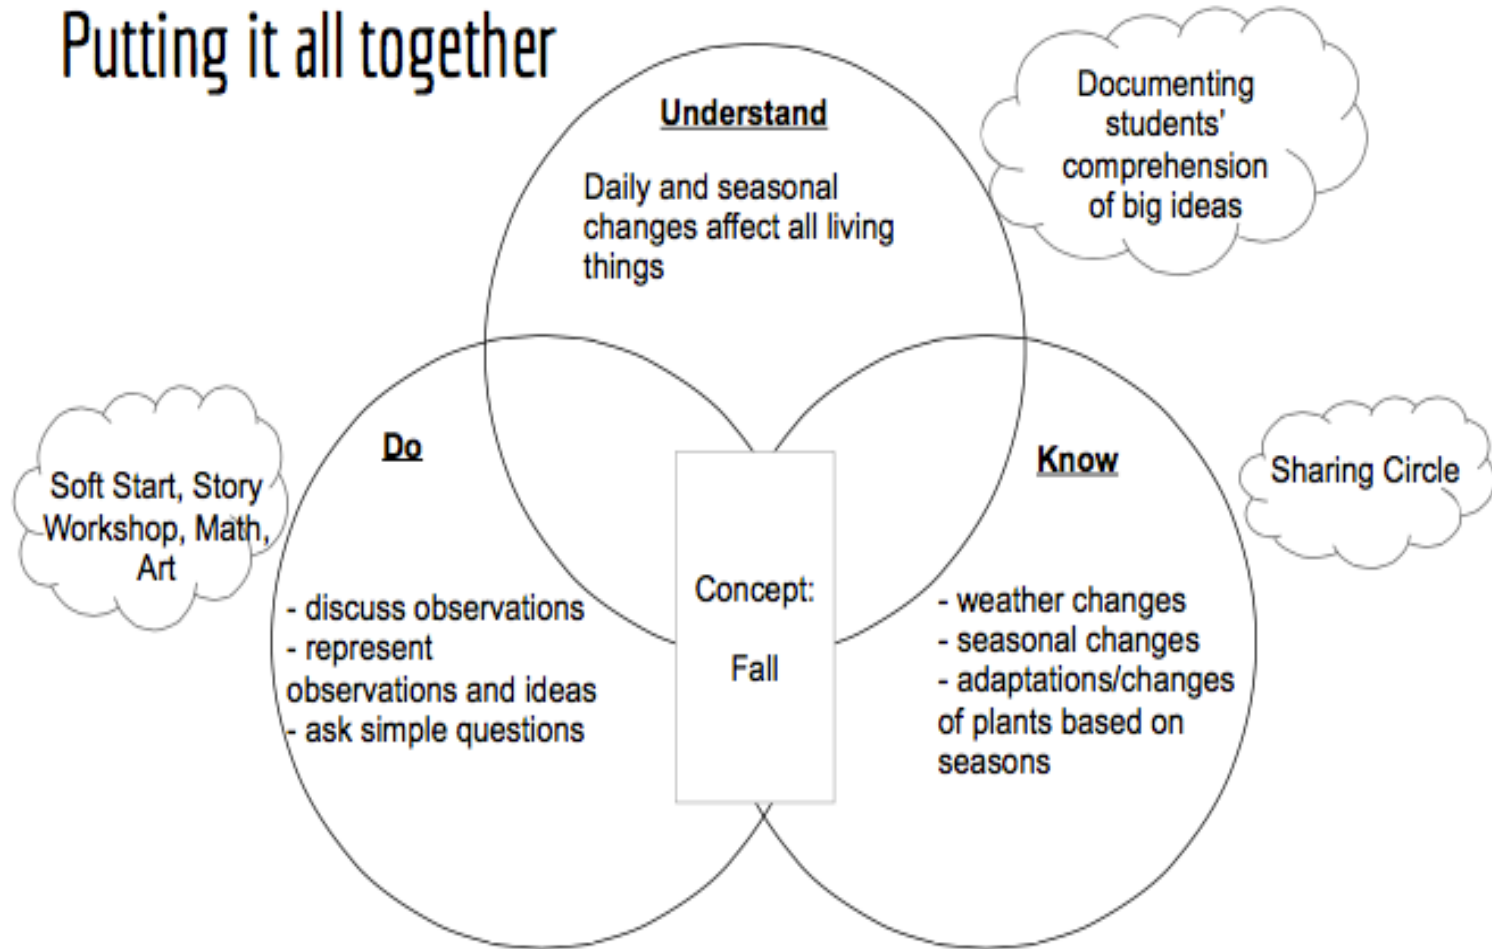 Putting it all together
Understand
Daily and seasonal
changes affect all living
things
Documenting
students'
comprehension
of big ideas
Do
- discuss observations
- represent
observations and ideas
- ask simple questions
Soft Start, Story
Workshop, Math,
Art
Concept:
Fall
Know
- weather changes
- seasonal changes
- adaptations/changes
of plants based on
seasons
Sharing Circle